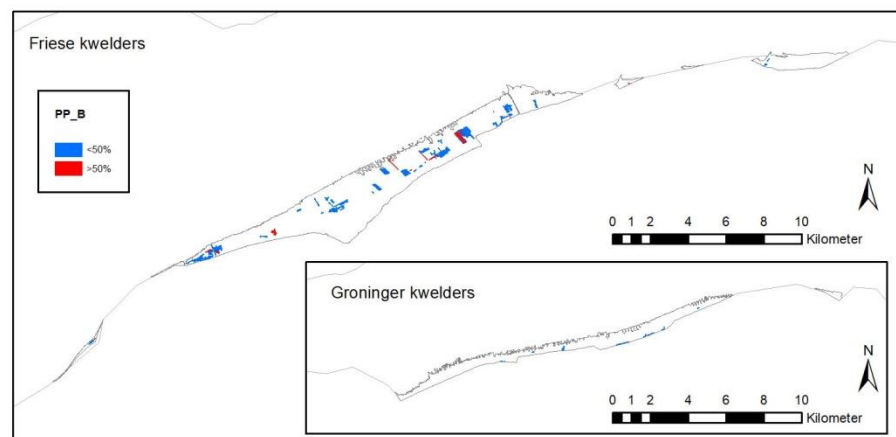 Friese kwelders
PP_B
<50%
>50%
N
0 1 2 4 6 8 10
Kilometer
Groninger kwelders
N
0 1 2 4 6 8 10
Kilometer